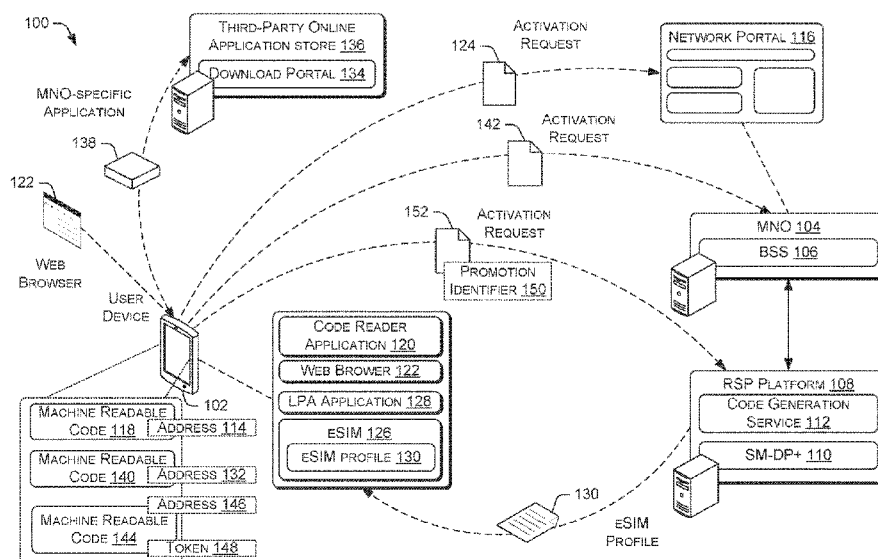 100
THIRD-PARTY ONLINE
APPLICATION STORE 136
DOWNLOAD PORTAL 134
MNO-SPECIFIC
APPLICATION
138
122
WEB
BROWSER
USER
DEVICE
102
124
ACTIVATION
REQUEST
NETWORK PORTAL 116
142
ACTIVATION
REQUEST
152
ACTIVATION
REQUEST
PROMOTION
IDENTIFIER 150
MNO 104
BSS 106
CODE READER
APPLICATION 120
WEB BROWER 122
LPA APPLICATION 128
eSIM 126
eSIM PROFILE 130
RSP PLATFORM 108
CODE GENERATION
SERVICE 112
SM-DP+ 110
MACHINE READABLE
CODE 118
ADDRESS 114
MACHINE READABLE
CODE 140
ADDRESS 132
ADDRESS 146
MACHINE READABLE
CODE 144
TOKEN 148
130
eSIM
PROFILE